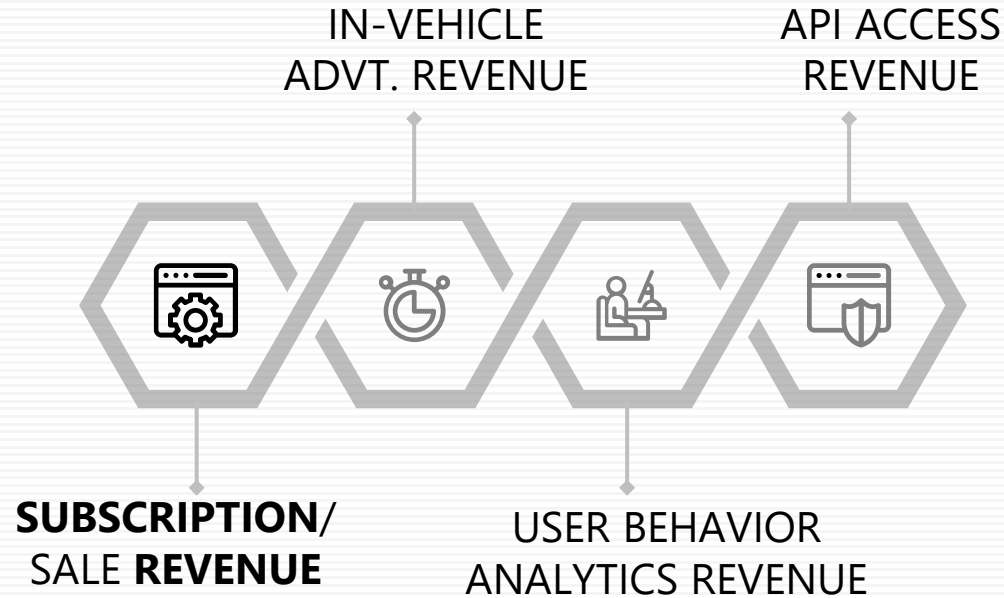 IN-VEHICLE
ADVT. REVENUE
API ACCESS
REVENUE
SUBSCRIPTION/
SALE REVENUE
USER BEHAVIOR
ANALYTICS REVENUE